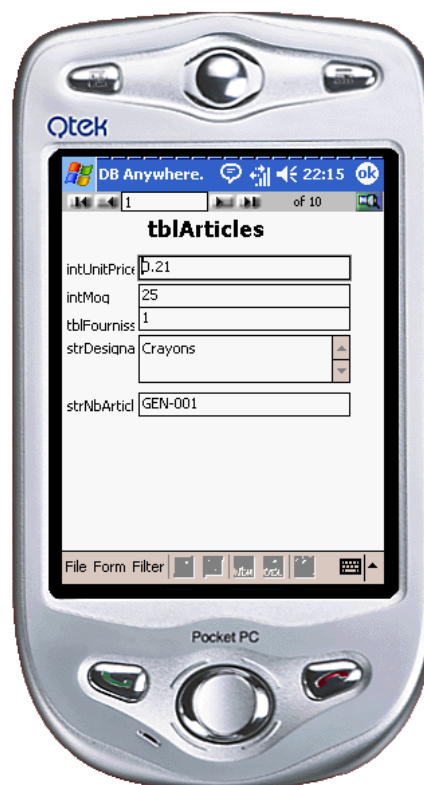 Qtek
DB Anywhere. 22:15 ok
1 of 10
tblArticles
intUnitPrice 0.21
intMoq 25
tblFourniss 1
strDesigna Crayons
strNbArticl GEN-001
File Form Filter
Pocket PC